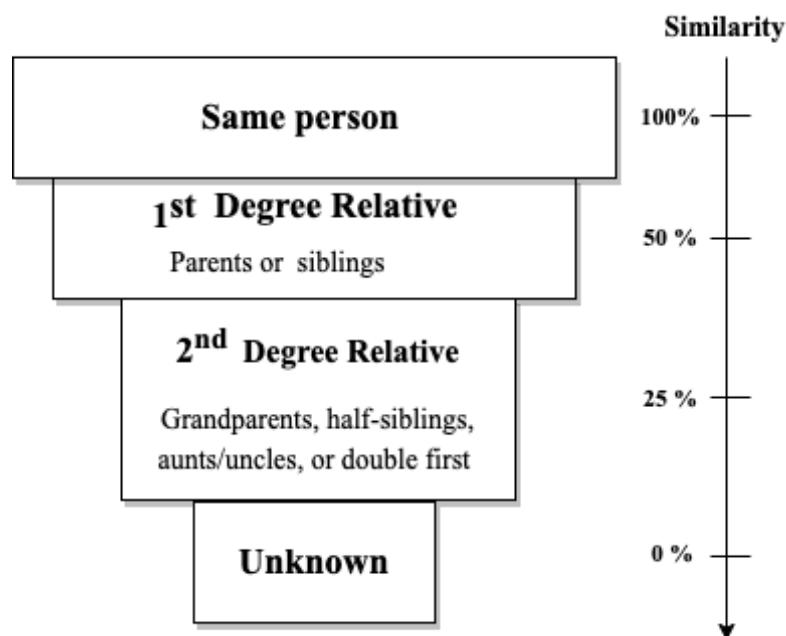 Similarity
Same person
100%
1st Degree Relative
50 %
Parents or siblings
2nd Degree Relative
25 %
Grandparents, half-siblings,
aunts/uncles, or double first
Unknown
0 %